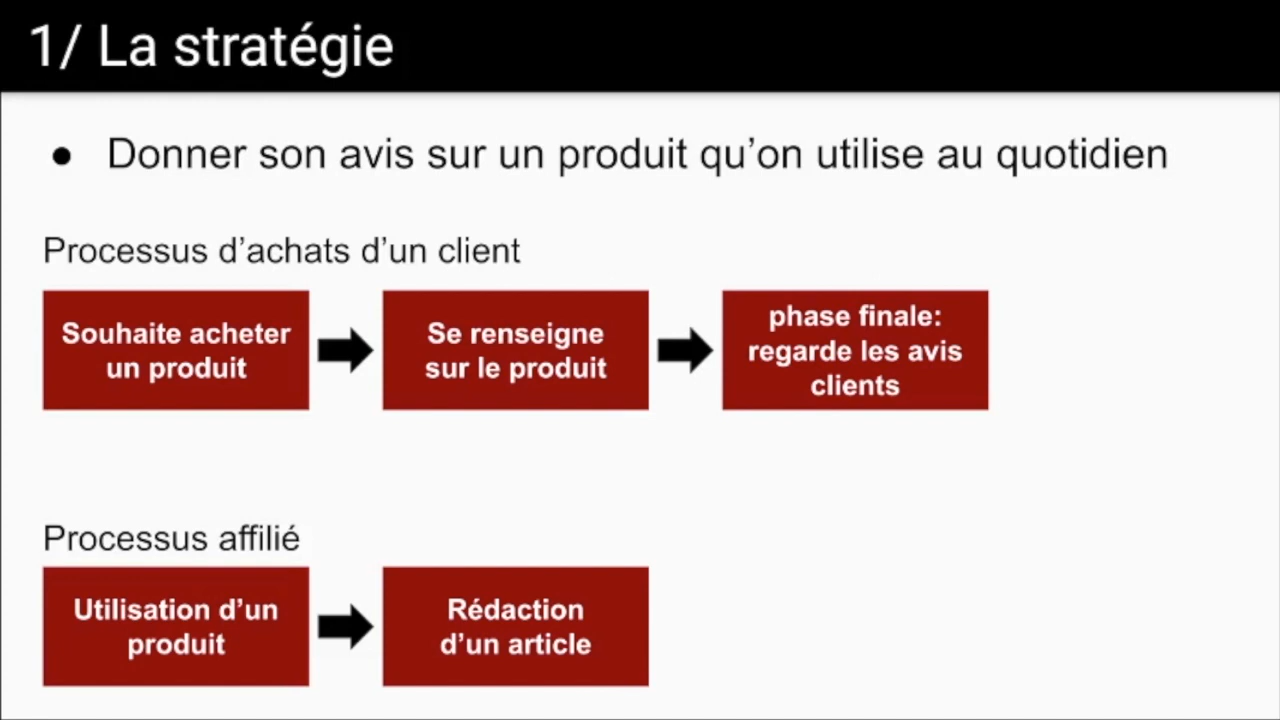 1/ La stratégie
● Donner son avis sur un produit qu’on utilise au quotidien
Processus d’achats d’un client
Souhaite acheter
un produit
Se renseigne
sur le produit
phase finale:
regarde les avis
clients
Processus affilié
Utilisation d’un
produit
Rédaction
d’un article